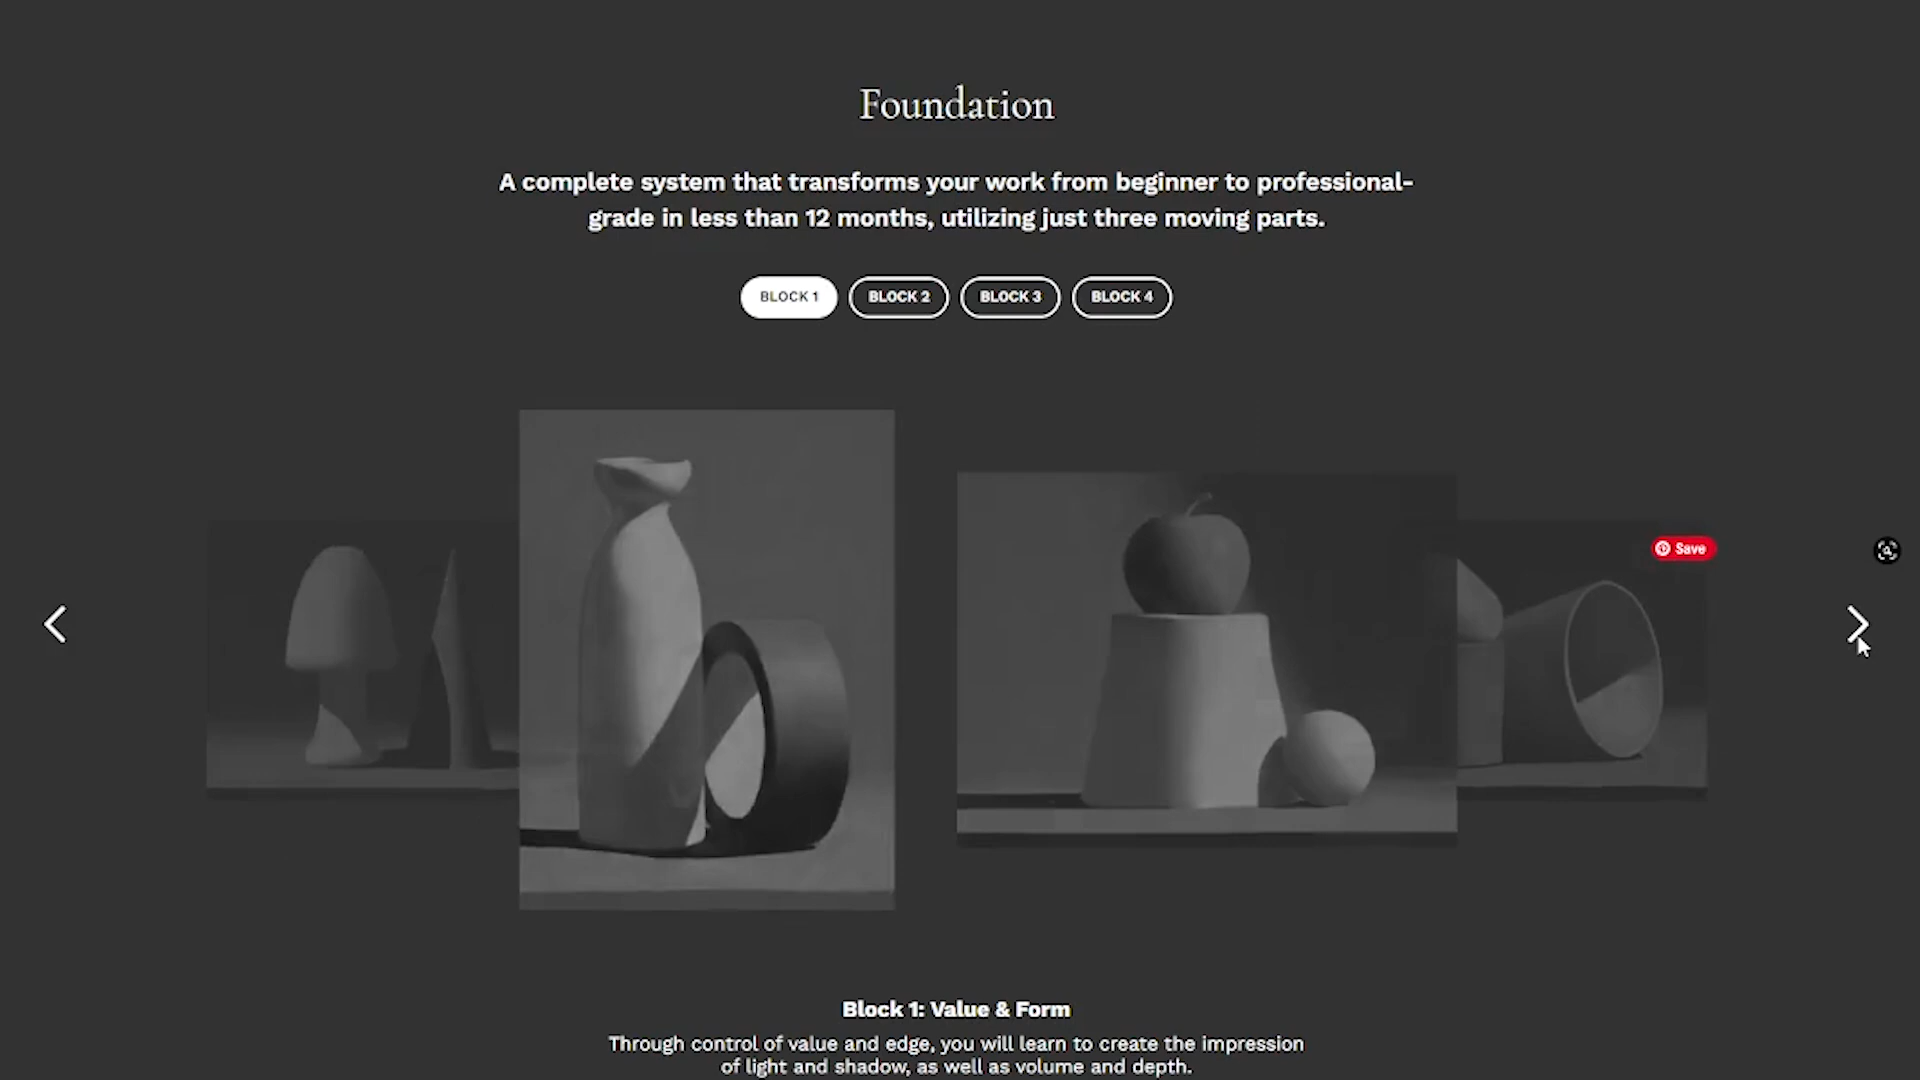 Foundation
A complete system that transforms your work from beginner to professional-
grade in less than 12 months, utilizing just three moving parts.
BLOCK 1
BLOCK 2
BLOCK 3
BLOCK 4
Save
Block 1: Value & Form
Through control of value and edge, you will learn to create the impression
of light and shadow, as well as volume and depth.